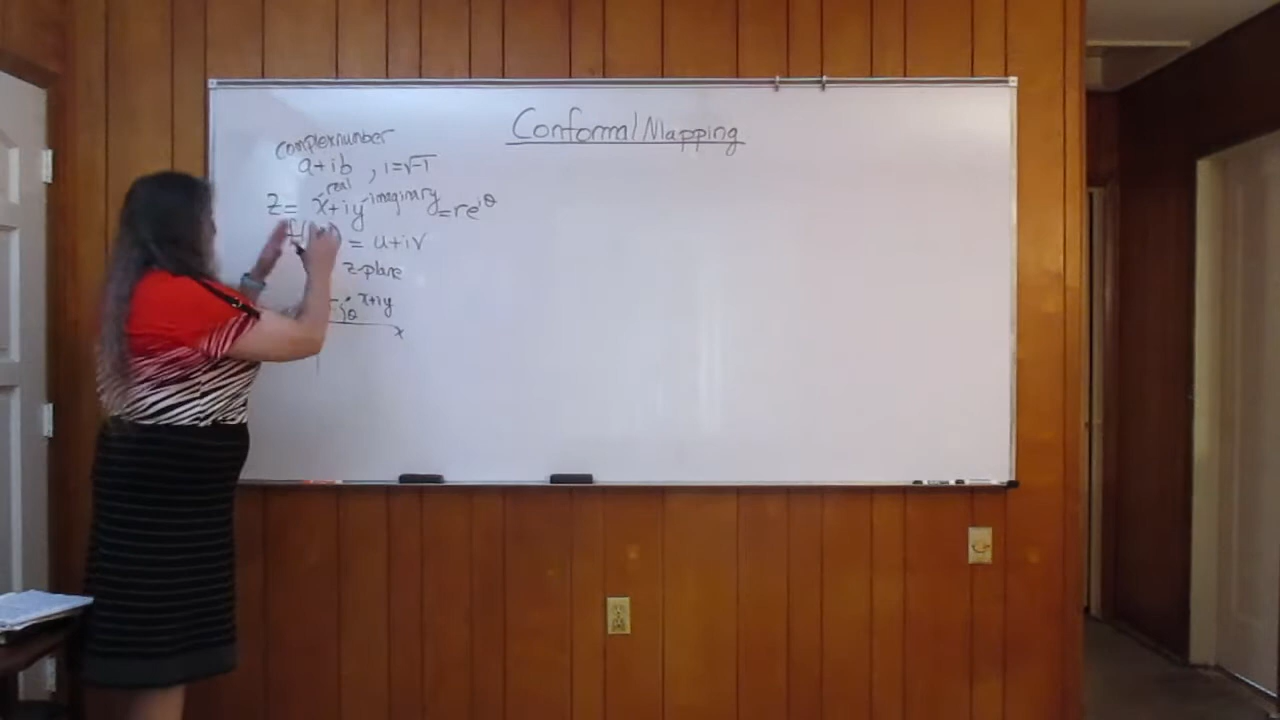 Conformal Mapping
complex number
a+ib , i=√-1
real
imaginary
z= x+iy =re^iθ
= u+iv
z-plane
x+iy
θ
x